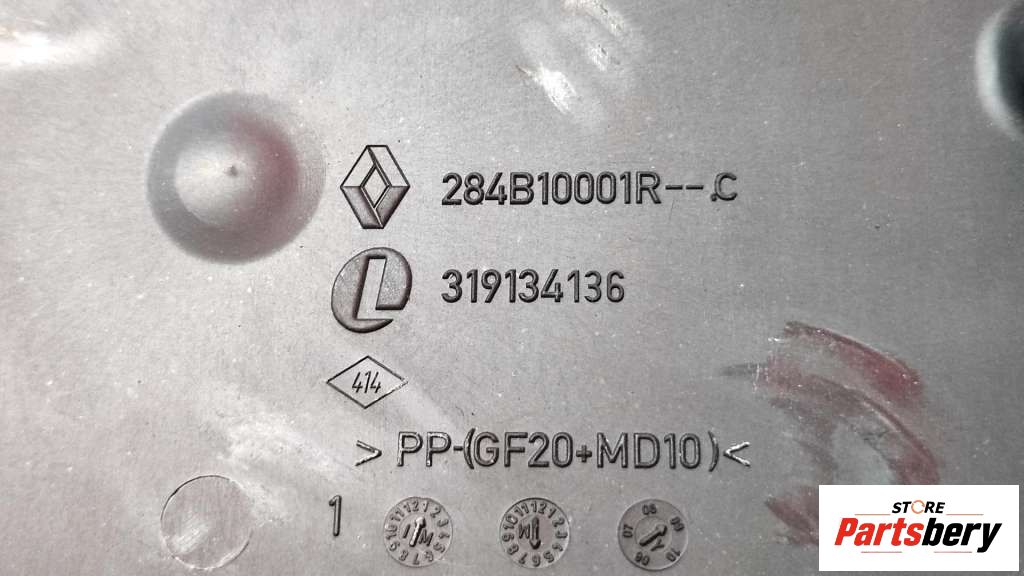 284B10001R--.C
L 319134136
414
>PP-(GF20+MD10)<
1
STORE
Partsbery